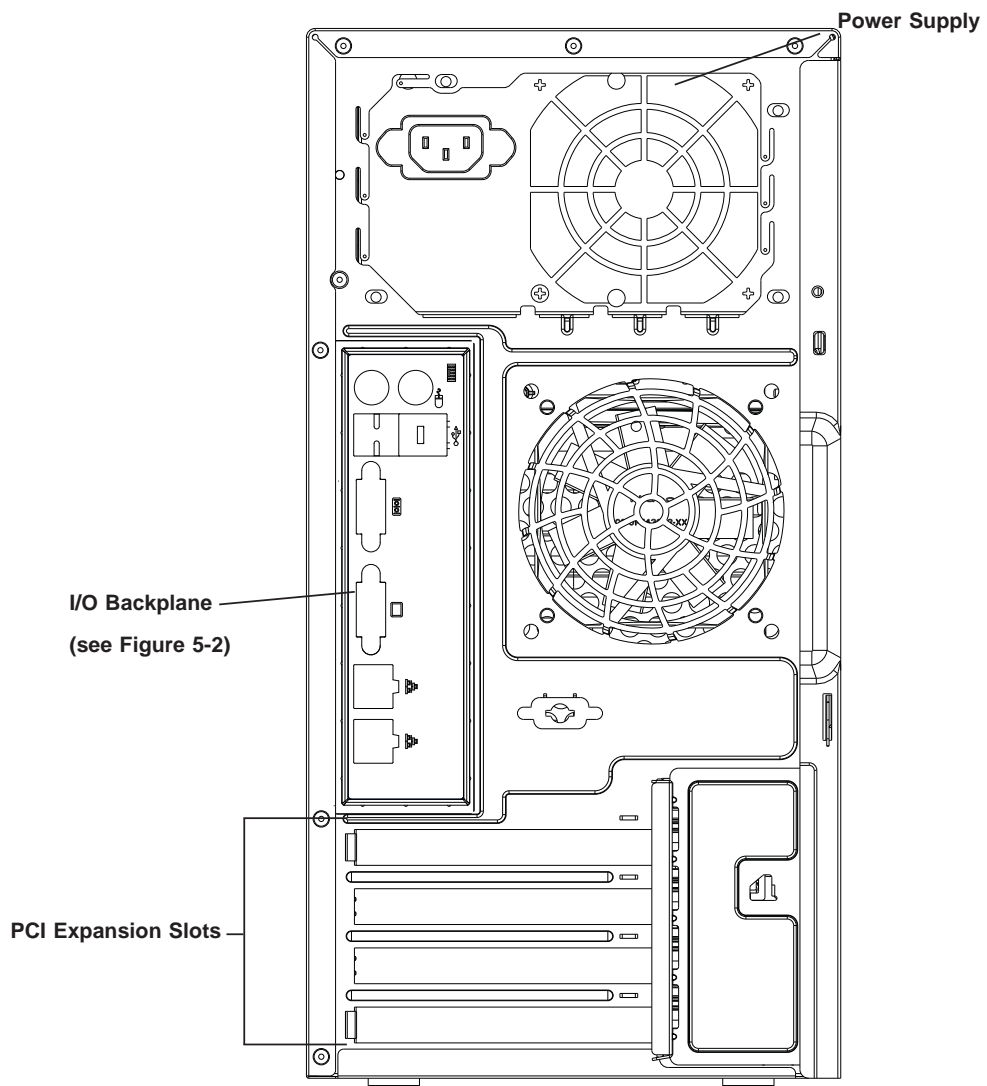 Power Supply
I/O Backplane
(see Figure 5-2)
PCI Expansion Slots